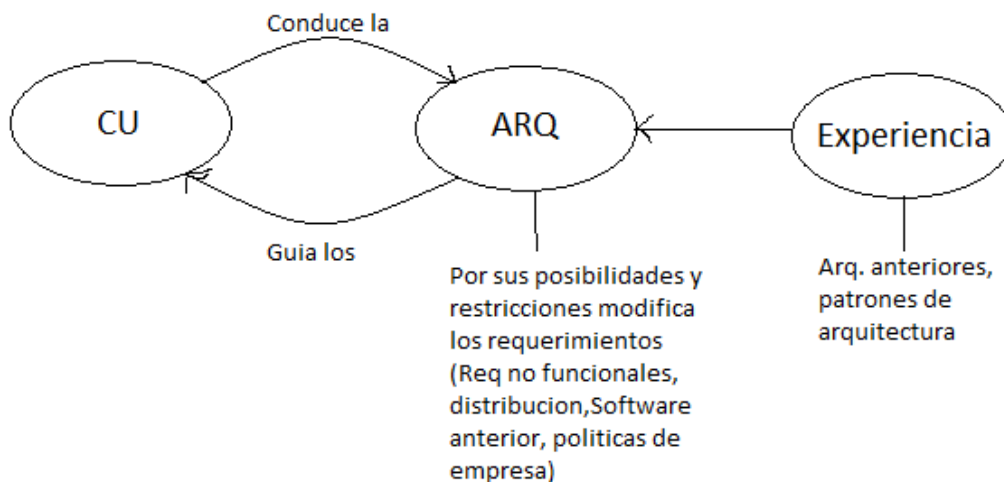 Conduce la
CU
ARQ
Experiencia
Guia los
Por sus posibilidades y
restricciones modifica
los requerimientos
(Req no funcionales,
distribucion,Software
anterior, politicas de
empresa)
Arq. anteriores,
patrones de
arquitectura